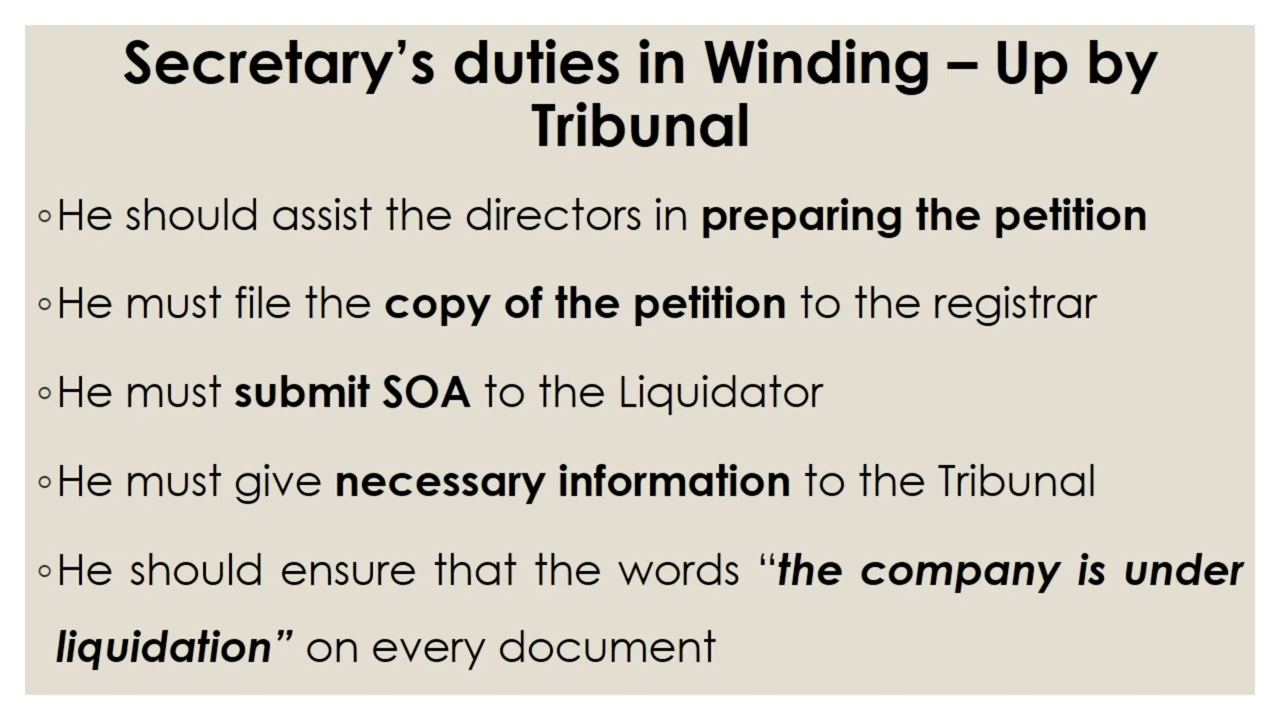 Secretary’s duties in Winding – Up by
Tribunal
◦He should assist the directors in preparing the petition
◦He must file the copy of the petition to the registrar
◦He must submit SOA to the Liquidator
◦He must give necessary information to the Tribunal
◦He should ensure that the words “the company is under
liquidation” on every document